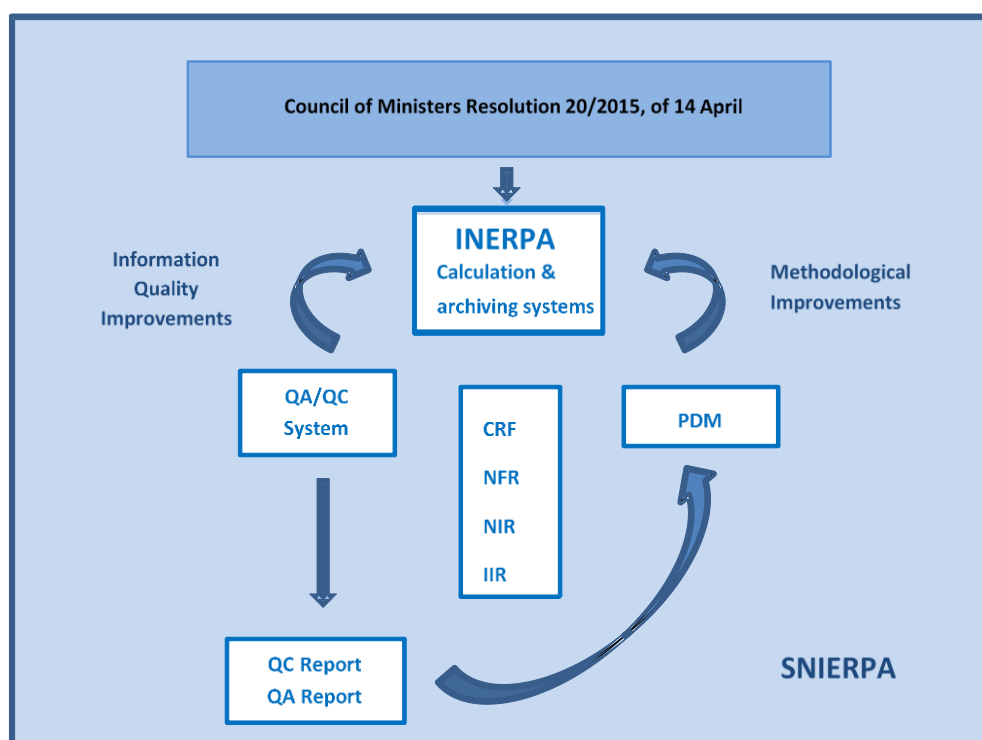 Council of Ministers Resolution 20/2015, of 14 April
INERPA
Calculation &
archiving systems
Information
Quality
Improvements
Methodological
Improvements
QA/QC
System
CRF
NFR
NIR
IIR
PDM
QC Report
QA Report
SNIERPA